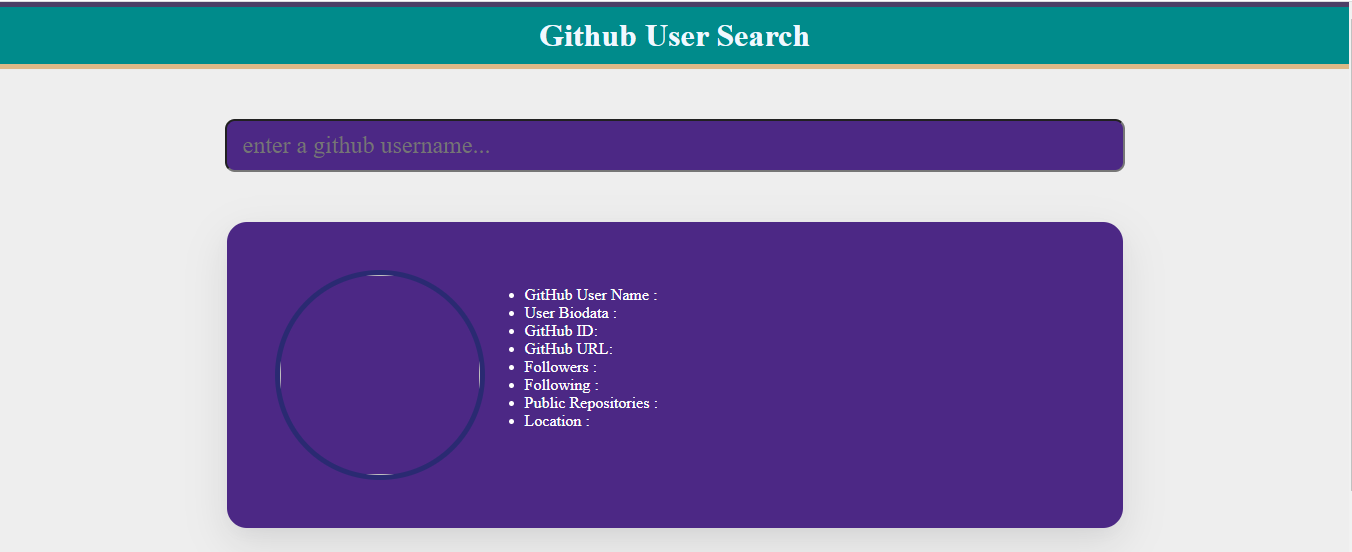 Github User Search
enter a github username...
GitHub User Name :
User Biodata :
GitHub ID:
GitHub URL:
Followers :
Following :
Public Repositories :
Location :